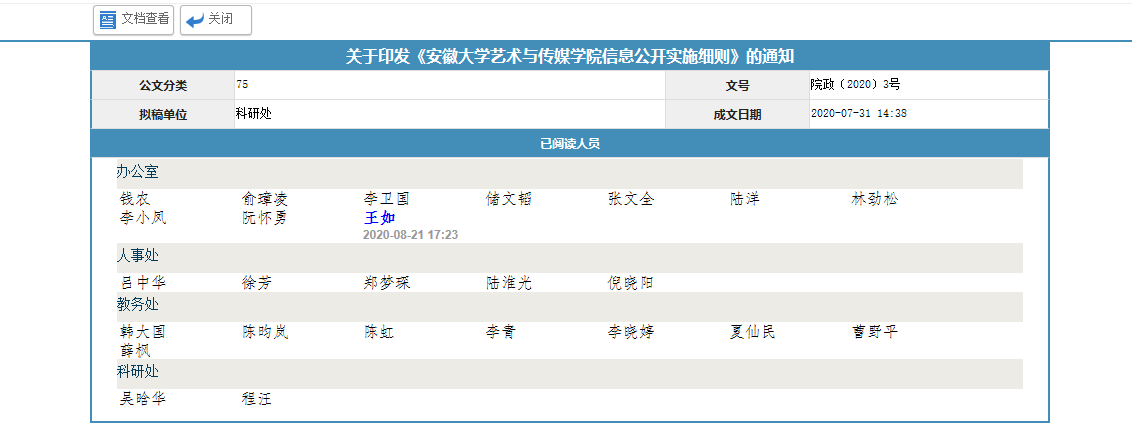 文档查看 关闭
关于印发《安徽大学艺术与传媒学院信息公开实施细则》的通知
公文分类 75 文号 院政（2020）3号
拟稿单位 科研处 成文日期 2020-07-31 14:38
已阅读人员
办公室
钱农 俞璋凌 李卫国 储文韬 张文全 陆洋 林劲松
李小凤 阮怀勇 王如
2020-08-21 17:23
人事处
吕中华 徐芳 郑梦琛 陆淮光 倪晓阳
教务处
韩大国 陈昀岚 陈虹 李青 李晓婷 夏仙民 曹野平
薛枫
科研处
吴晗华 程汪